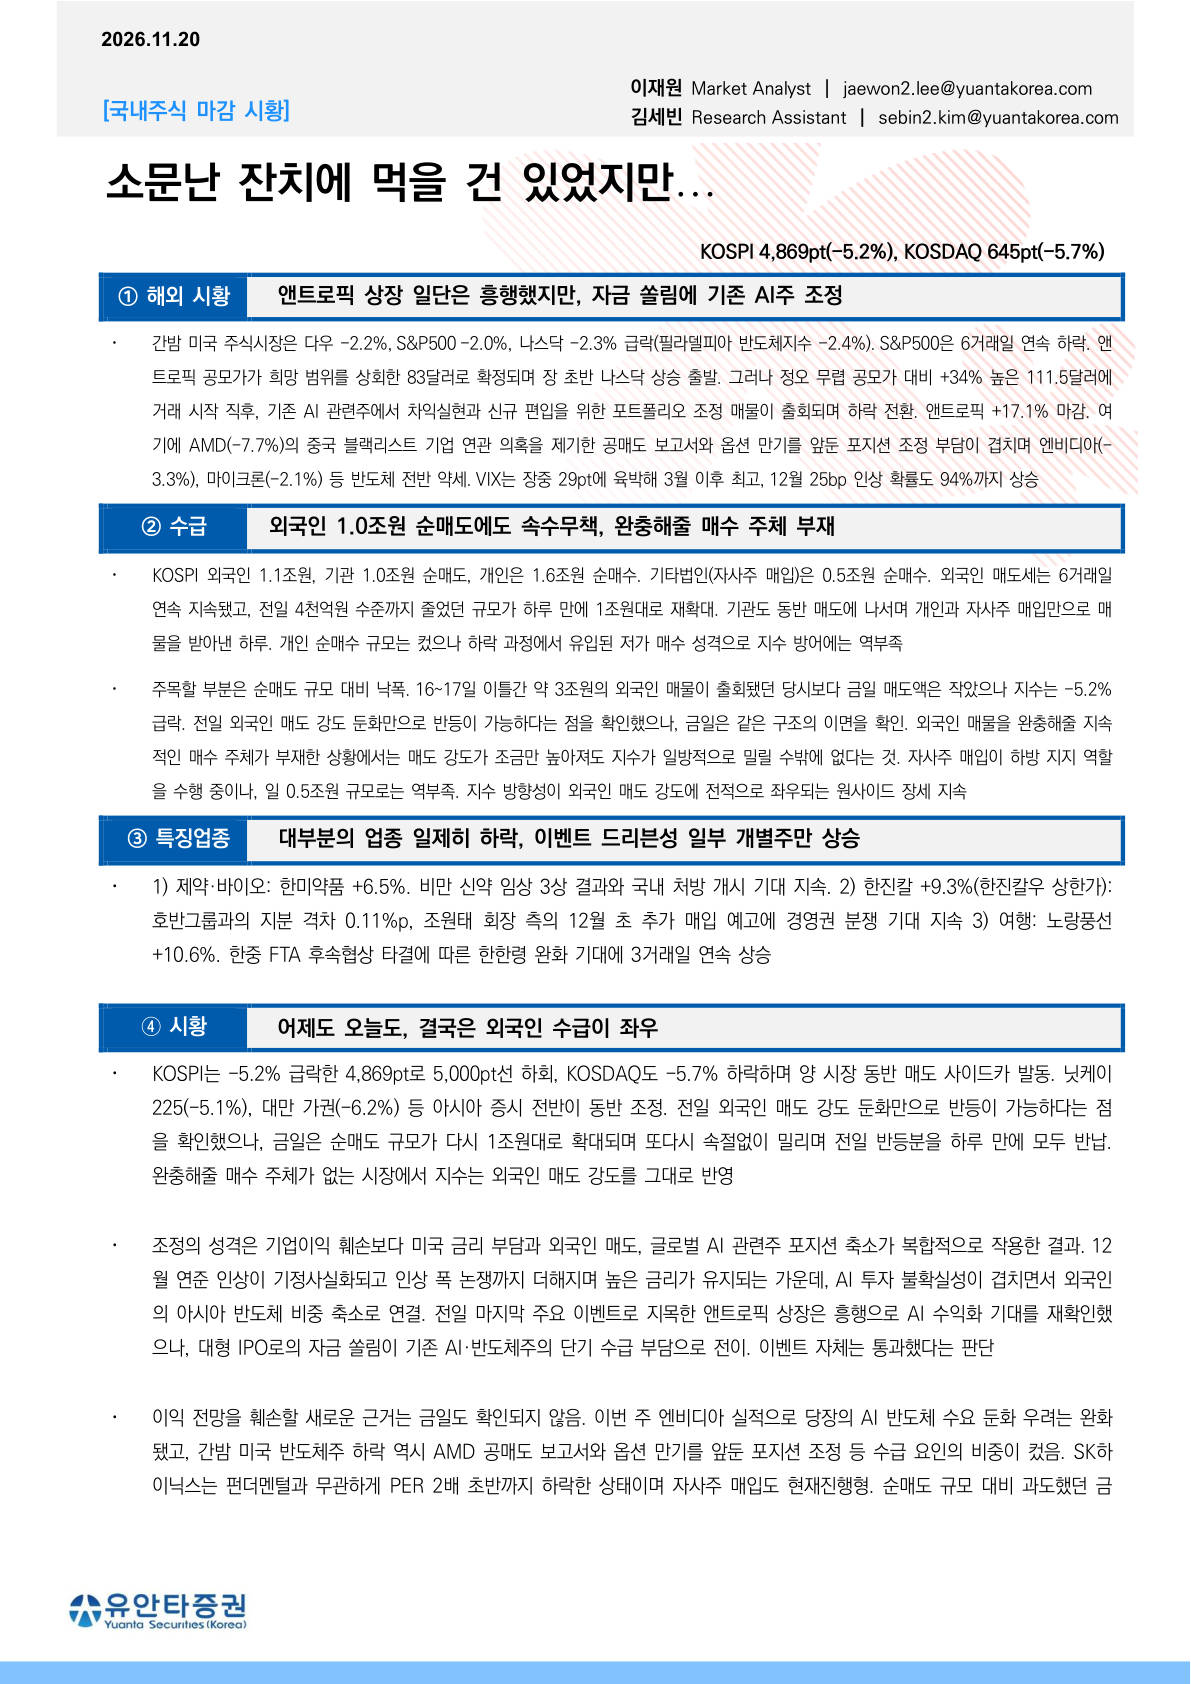 2026.11.20
[국내주식 마감 시황]
이재원 Market Analyst | jaewon2.lee@yuantakorea.com
김세빈 Research Assistant | sebin2.kim@yuantakorea.com
소문난 잔치에 먹을 건 있었지만…
KOSPI 4,869pt(-5.2%), KOSDAQ 645pt(-5.7%)
① 해외 시황 앤트로픽 상장 일단은 흥행했지만, 자금 쏠림에 기존 AI주 조정
· 간밤 미국 주식시장은 다우 -2.2%, S&P500 -2.0%, 나스닥 -2.3% 급락(필라델피아 반도체지수 -2.4%). S&P500은 6거래일 연속 하락. 앤
트로픽 공모가가 희망 범위를 상회한 83달러로 확정되며 장 초반 나스닥 상승 출발. 그러나 정오 무렵 공모가 대비 +34% 높은 111.5달러에
거래 시작 직후, 기존 AI 관련주에서 차익실현과 신규 편입을 위한 포트폴리오 조정 매물이 출회되며 하락 전환. 앤트로픽 +17.1% 마감. 여
기에 AMD(-7.7%)의 중국 블랙리스트 기업 연관 의혹을 제기한 공매도 보고서와 옵션 만기를 앞둔 포지션 조정 부담이 겹치며 엔비디아(-
3.3%), 마이크론(-2.1%) 등 반도체 전반 약세. VIX는 장중 29pt에 육박해 3월 이후 최고, 12월 25bp 인상 확률도 94%까지 상승
② 수급 외국인 1.0조원 순매도에도 속수무책, 완충해줄 매수 주체 부재
· KOSPI 외국인 1.1조원, 기관 1.0조원 순매도, 개인은 1.6조원 순매수. 기타법인(자사주 매입)은 0.5조원 순매수. 외국인 매도세는 6거래일
연속 지속됐고, 전일 4천억원 수준까지 줄었던 규모가 하루 만에 1조원대로 재확대. 기관도 동반 매도에 나서며 개인과 자사주 매입만으로 매
물을 받아낸 하루. 개인 순매수 규모는 컸으나 하락 과정에서 유입된 저가 매수 성격으로 지수 방어에는 역부족
· 주목할 부분은 순매도 규모 대비 낙폭. 16~17일 이틀간 약 3조원의 외국인 매물이 출회됐던 당시보다 금일 매도액은 작았으나 지수는 -5.2%
급락. 전일 외국인 매도 강도 둔화만으로 반등이 가능하다는 점을 확인했으나, 금일은 같은 구조의 이면을 확인. 외국인 매물을 완충해줄 지속
적인 매수 주체가 부재한 상황에서는 매도 강도가 조금만 높아져도 지수가 일방적으로 밀릴 수밖에 없다는 것. 자사주 매입이 하방 지지 역할
을 수행 중이나, 일 0.5조원 규모로는 역부족. 지수 방향성이 외국인 매도 강도에 전적으로 좌우되는 원사이드 장세 지속
③ 특징업종 대부분의 업종 일제히 하락, 이벤트 드리븐성 일부 개별주만 상승
· 1) 제약·바이오: 한미약품 +6.5%. 비만 신약 임상 3상 결과와 국내 처방 개시 기대 지속. 2) 한진칼 +9.3%(한진칼우 상한가):
호반그룹과의 지분 격차 0.11%p, 조원태 회장 측의 12월 초 추가 매입 예고에 경영권 분쟁 기대 지속 3) 여행: 노랑풍선
+10.6%. 한중 FTA 후속협상 타결에 따른 한한령 완화 기대에 3거래일 연속 상승
④ 시황 어제도 오늘도, 결국은 외국인 수급이 좌우
· KOSPI는 -5.2% 급락한 4,869pt로 5,000pt선 하회, KOSDAQ도 -5.7% 하락하며 양 시장 동반 매도 사이드카 발동. 닛케이
225(-5.1%), 대만 가권(-6.2%) 등 아시아 증시 전반이 동반 조정. 전일 외국인 매도 강도 둔화만으로 반등이 가능하다는 점
을 확인했으나, 금일은 순매도 규모가 다시 1조원대로 확대되며 또다시 속절없이 밀리며 전일 반등분을 하루 만에 모두 반납.
완충해줄 매수 주체가 없는 시장에서 지수는 외국인 매도 강도를 그대로 반영
· 조정의 성격은 기업이익 훼손보다 미국 금리 부담과 외국인 매도, 글로벌 AI 관련주 포지션 축소가 복합적으로 작용한 결과. 12
월 연준 인상이 기정사실화되고 인상 폭 논쟁까지 더해지며 높은 금리가 유지되는 가운데, AI 투자 불확실성이 겹치면서 외국인
의 아시아 반도체 비중 축소로 연결. 전일 마지막 주요 이벤트로 지목한 앤트로픽 상장은 흥행으로 AI 수익화 기대를 재확인했
으나, 대형 IPO로의 자금 쏠림이 기존 AI·반도체주의 단기 수급 부담으로 전이. 이벤트 자체는 통과했다는 판단
· 이익 전망을 훼손할 새로운 근거는 금일도 확인되지 않음. 이번 주 엔비디아 실적으로 당장의 AI 반도체 수요 둔화 우려는 완화
됐고, 간밤 미국 반도체주 하락 역시 AMD 공매도 보고서와 옵션 만기를 앞둔 포지션 조정 등 수급 요인의 비중이 컸음. SK하
이닉스는 펀더멘털과 무관하게 PER 2배 초반까지 하락한 상태이며 자사주 매입도 현재진행형. 순매도 규모 대비 과도했던 금
유안타증권
Yuanta Securities (Korea)